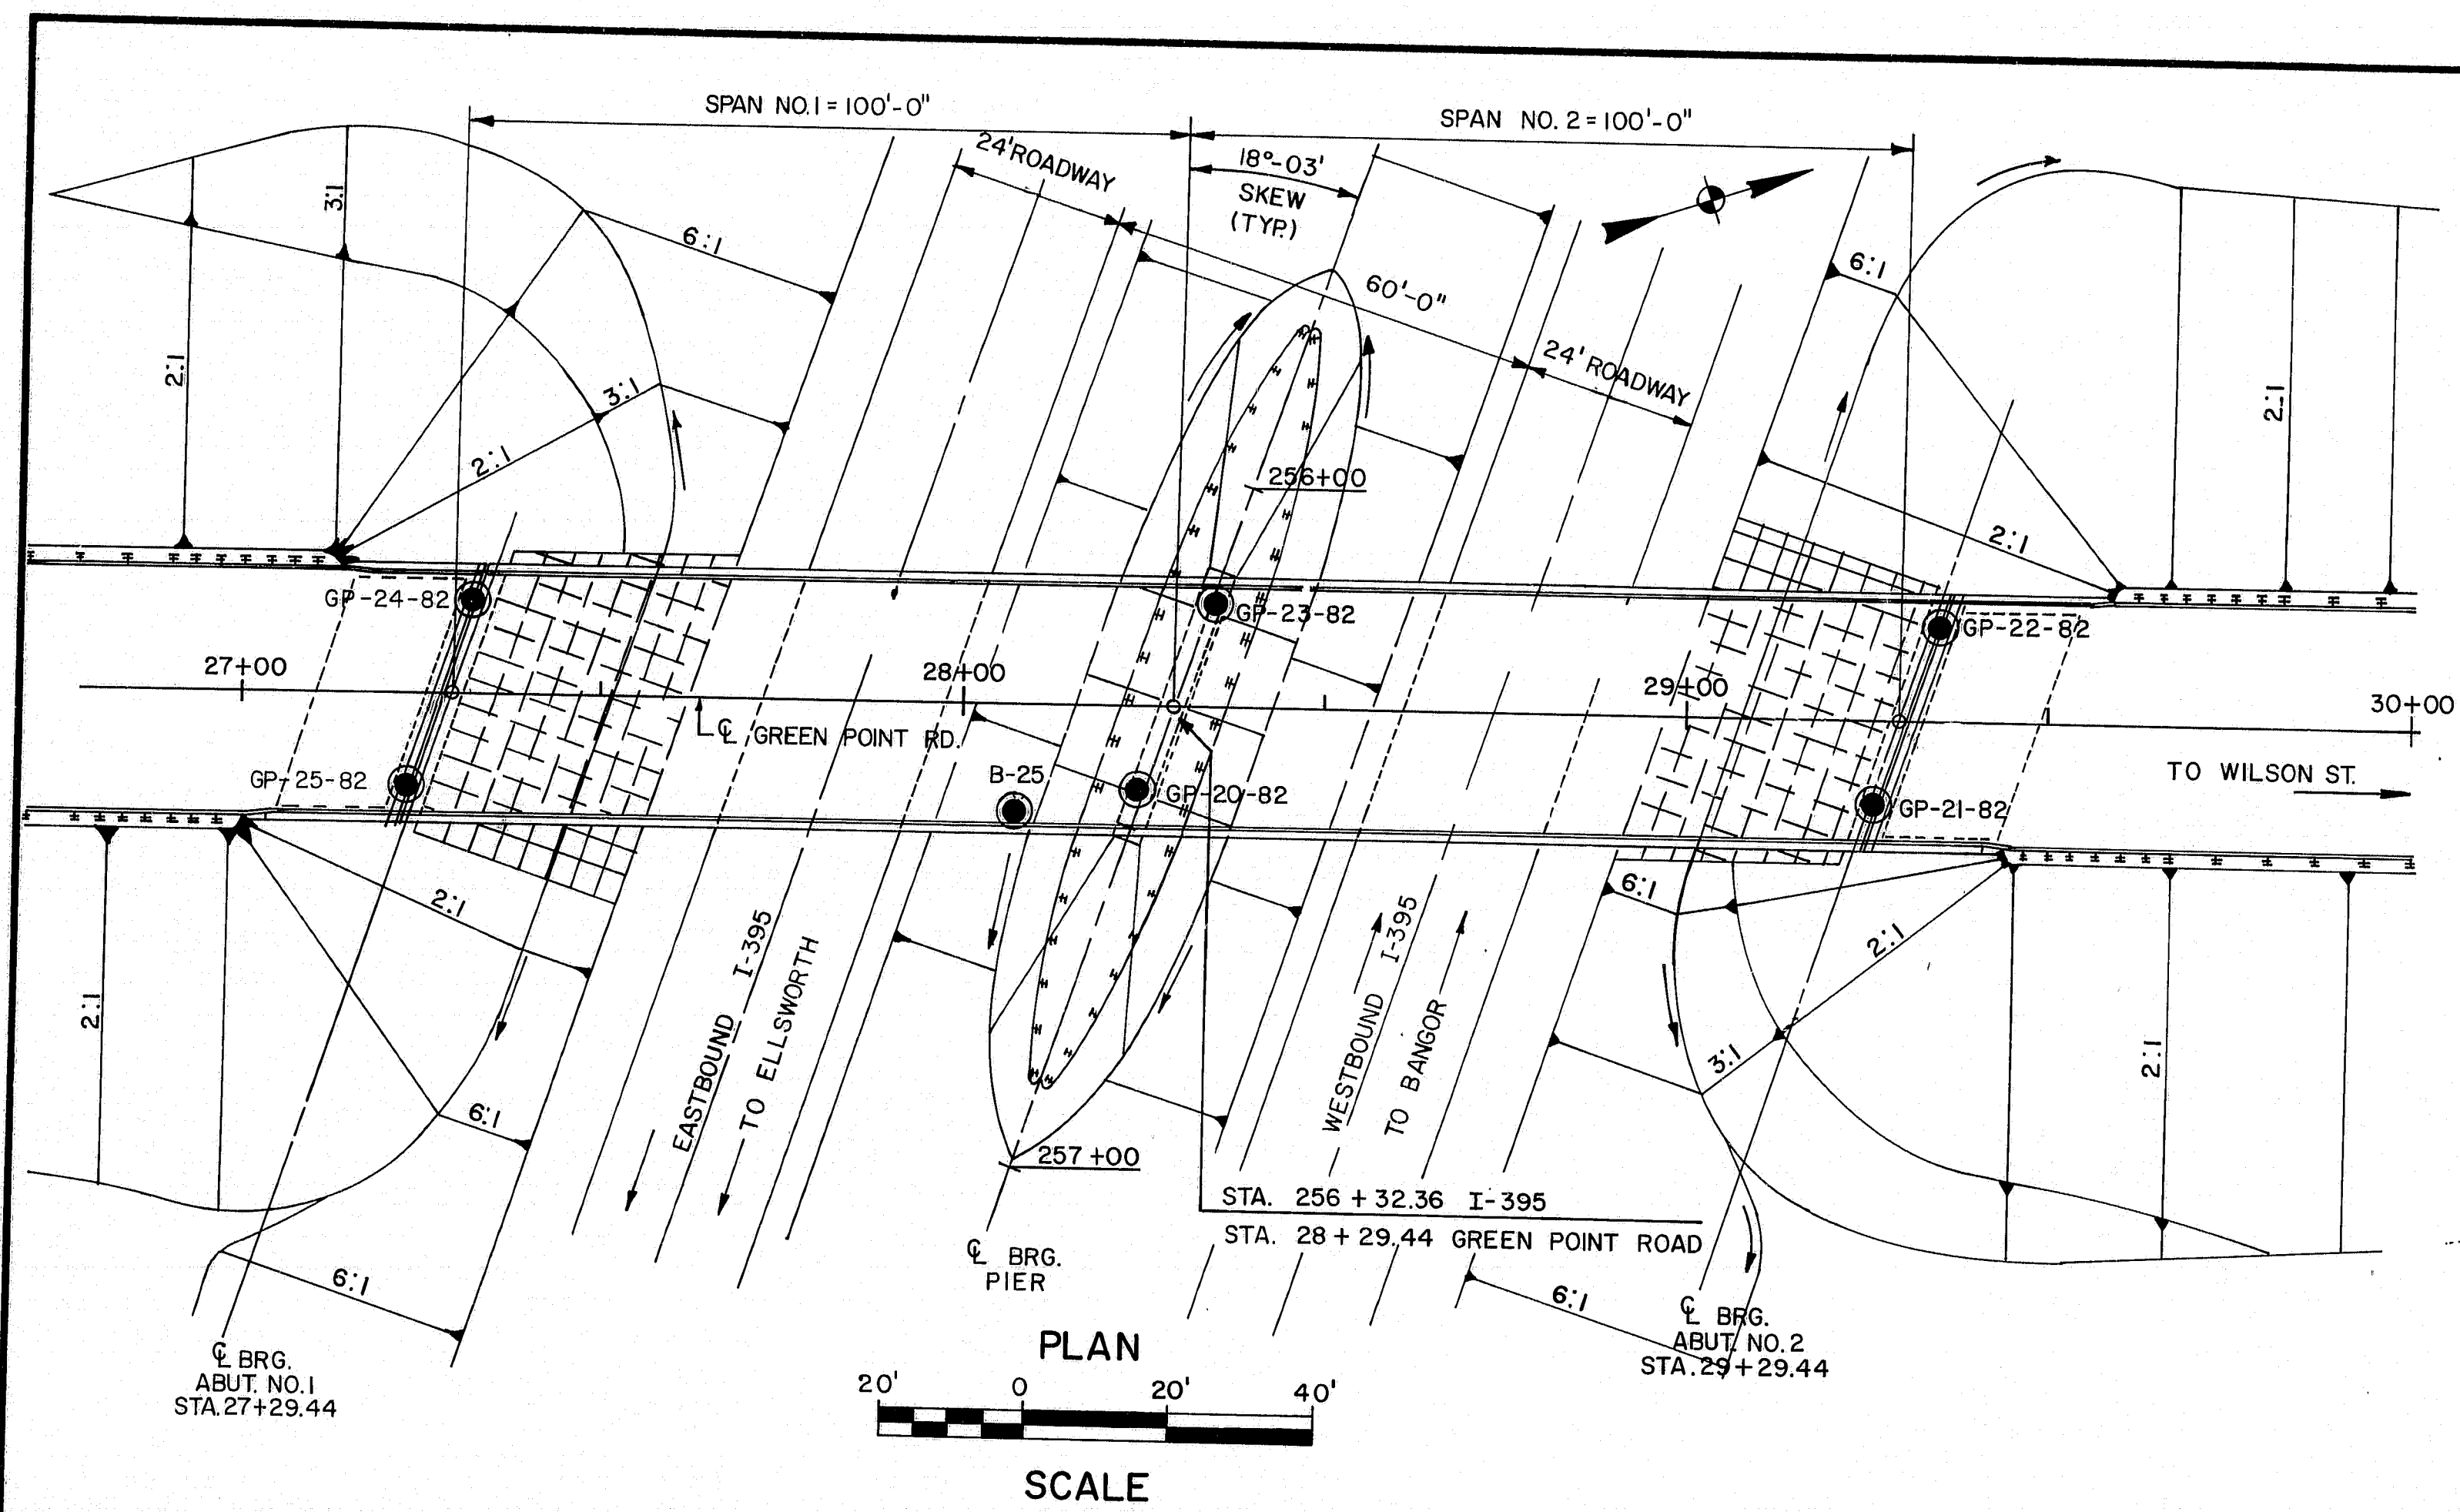 SPAN NO.1 = 100'-0"
SPAN NO. 2 = 100'-0"
24' ROADWAY
18°-03'
SKEW
(TYP.)
60'-0"
24' ROADWAY
3:1
6:1
6:1
2:1
3:1
2:1
2:1
2:1
256+00
GP-24-82
GP-23-82
GP-22-82
27+00
28+00
29+00
30+00
℄ GREEN POINT RD.
TO WILSON ST.
GP-25-82
B-25
GP-20-82
GP-21-82
2:1
6:1
2:1
2:1
3:1
2:1
6:1
EASTBOUND I-395
TO ELLSWORTH
WESTBOUND I-395
TO BANGOR
257+00
STA. 256 + 32.36 I-395
STA. 28 + 29.44 GREEN POINT ROAD
℄ BRG.
PIER
6:1
6:1
℄ BRG.
ABUT. NO.1
STA.27+29.44
℄ BRG.
ABUT. NO.2
STA.29+29.44
PLAN
20' 0 20' 40'
SCALE